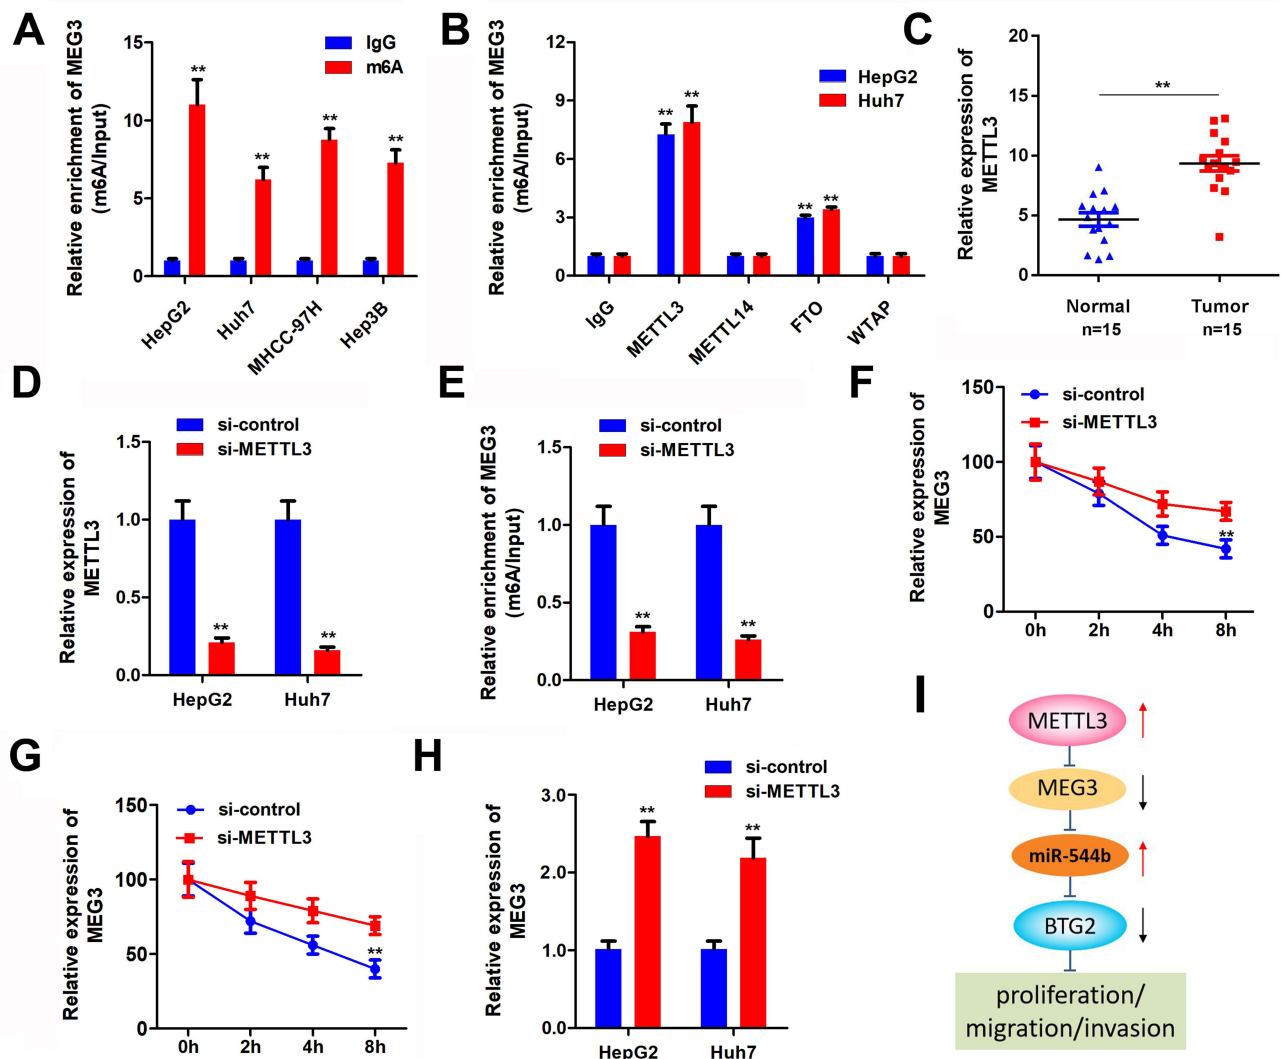 A
Relative enrichment of MEG3
(m6A/Input)
15
10
5
0
IgG
m6A
**
**
**
**
HepG2
Huh7
MHCC-97H
Hep3B
B
Relative enrichment of MEG3
(m6A/Input)
12
9
6
3
0
HepG2
Huh7
**
**
**
**
IgG
METTL3
METTL14
FTO
WTAP
C
Relative expression of
METTL3
20
15
10
5
0
**
Normal
n=15
Tumor
n=15
D
Relative expression of
METTL3
si-control
si-METTL3
1.5
1.0
0.5
0.0
**
**
HepG2
Huh7
E
Relative enrichment of MEG3
(m6A/Input)
si-control
si-METTL3
1.5
1.0
0.5
0.0
**
**
HepG2
Huh7
F
Relative expression of
MEG3
150
100
50
0
si-control
si-METTL3
**
0h
2h
4h
8h
G
Relative expression of
MEG3
150
100
50
0
si-control
si-METTL3
**
0h
2h
4h
8h
H
Relative expression of
MEG3
si-control
si-METTL3
3.0
2.0
1.0
0.0
**
**
HepG2
Huh7
I
METTL3
MEG3
miR-544b
BTG2
proliferation/
migration/invasion